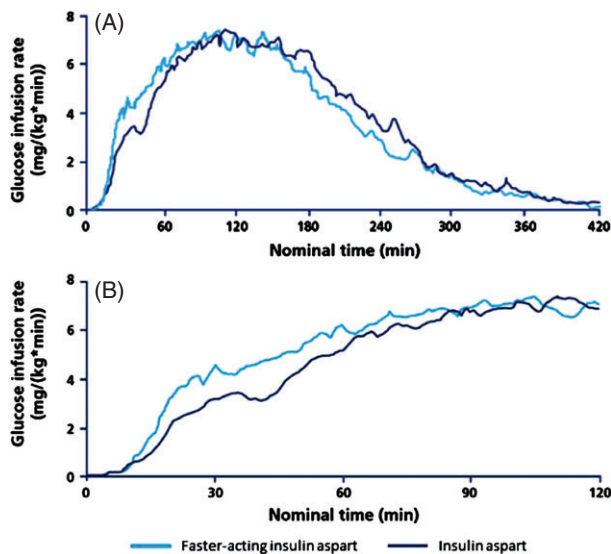 (A)
8
6
4
2
0
Glucose infusion rate
(mg/(kg*min))
0 60 120 180 240 300 360 420
Nominal time (min)
(B)
8
6
4
2
0
Glucose infusion rate
(mg/(kg*min))
0 30 60 90 120
Nominal time (min)
Faster-acting insulin aspart Insulin aspart